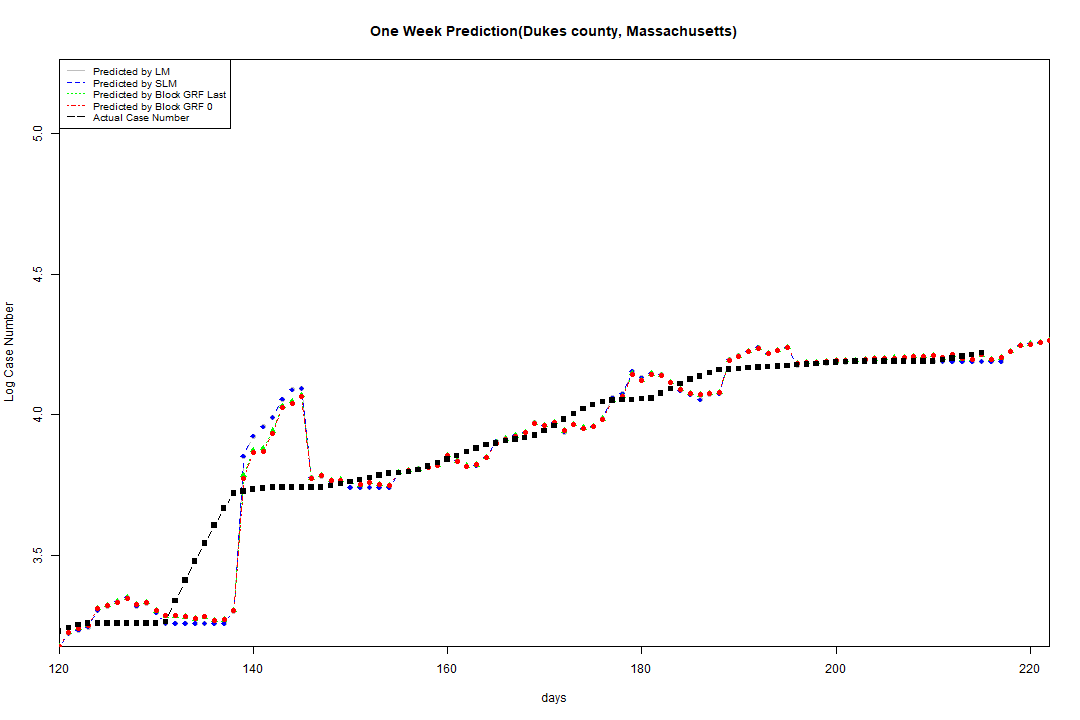 One Week Prediction(Dukes county, Massachusetts)
Predicted by LM
Predicted by SLM
Predicted by Block GRF Last
Predicted by Block GRF 0
Actual Case Number
5.0
4.5
4.0
3.5
Log Case Number
120 140 160 180 200 220
days